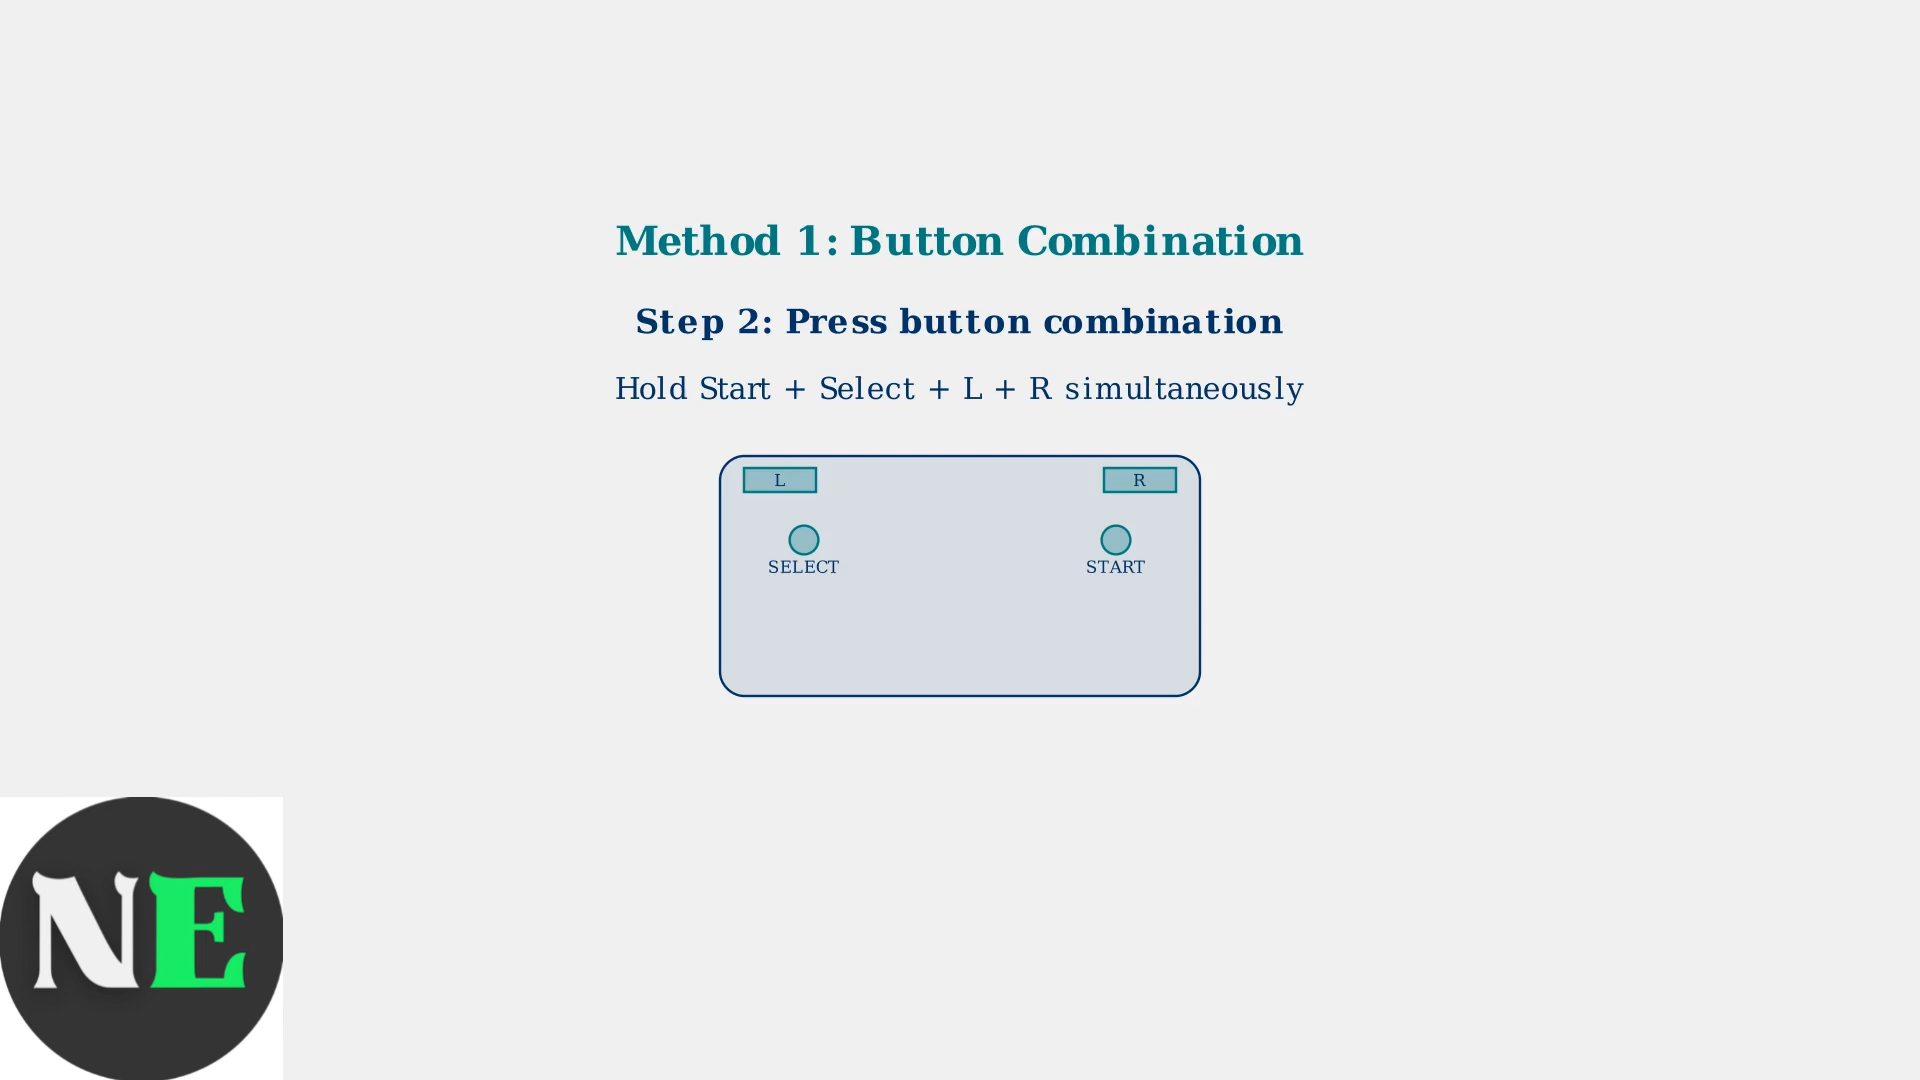 Method 1: Button Combination
Step 2: Press button combination
Hold Start + Select + L + R simultaneously
L R
SELECT START
NE